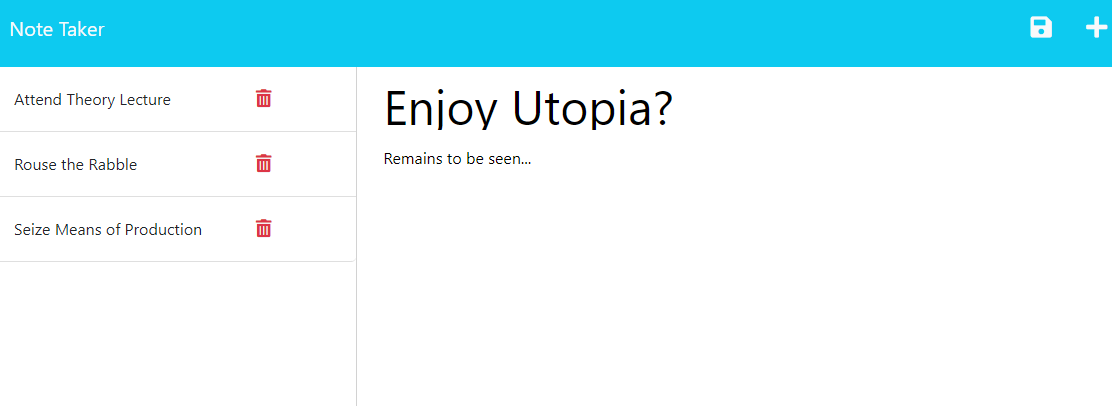 Note Taker
Attend Theory Lecture
Rouse the Rabble
Seize Means of Production
Enjoy Utopia?
Remains to be seen...